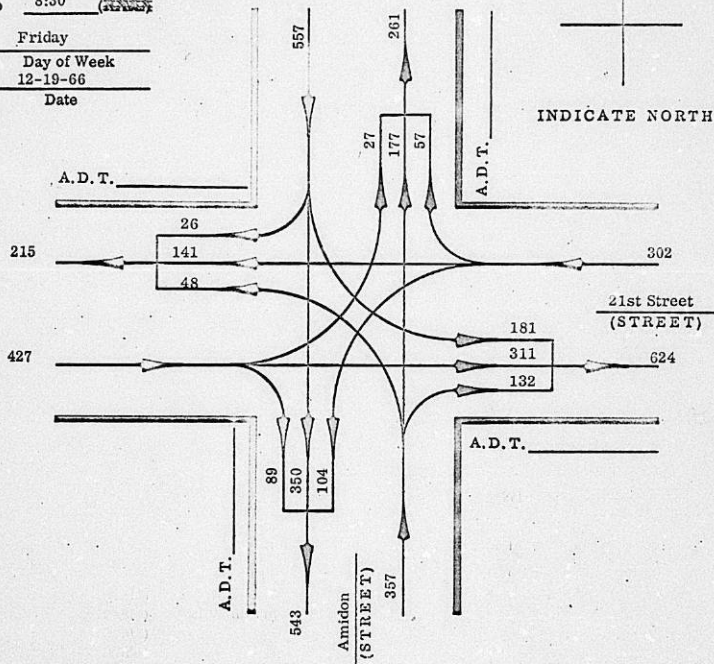 8:30
Friday
Day of Week
12-19-66
Date
557
261
INDICATE NORTH
27
177
57
A.D.T.
A.D.T.
26
215
141
302
48
21st Street
(STREET)
181
427
311
624
132
A.D.T.
89
350
104
A.D.T.
543
Amidon
(STREET)
357